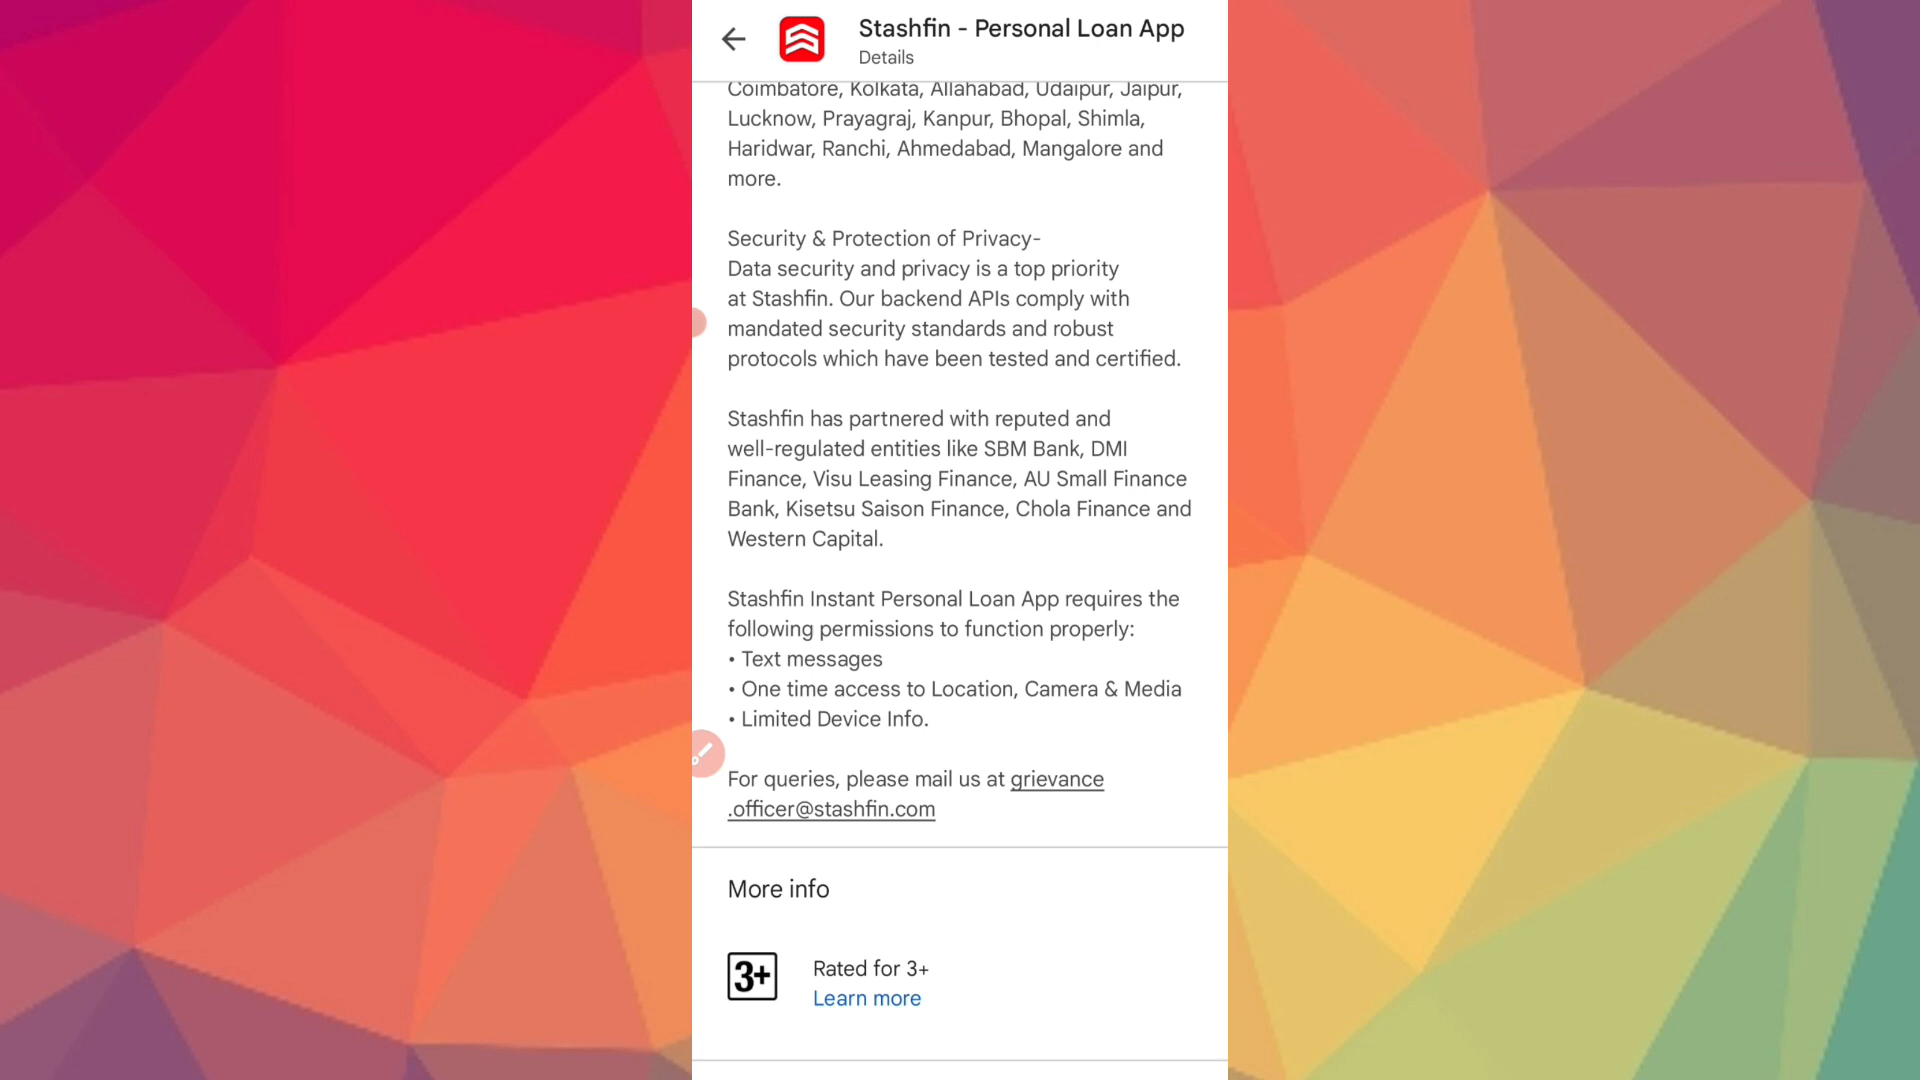 Stashfin - Personal Loan App
Details
Coimbatore, Kolkata, Allahabad, Udaipur, Jaipur,
Lucknow, Prayagraj, Kanpur, Bhopal, Shimla,
Haridwar, Ranchi, Ahmedabad, Mangalore and
more.
Security & Protection of Privacy-
Data security and privacy is a top priority
at Stashfin. Our backend APIs comply with
mandated security standards and robust
protocols which have been tested and certified.
Stashfin has partnered with reputed and
well-regulated entities like SBM Bank, DMI
Finance, Visu Leasing Finance, AU Small Finance
Bank, Kisetsu Saison Finance, Chola Finance and
Western Capital.
Stashfin Instant Personal Loan App requires the
following permissions to function properly:
• Text messages
• One time access to Location, Camera & Media
• Limited Device Info.
For queries, please mail us at grievance
.officer@stashfin.com
More info
3+ Rated for 3+
Learn more